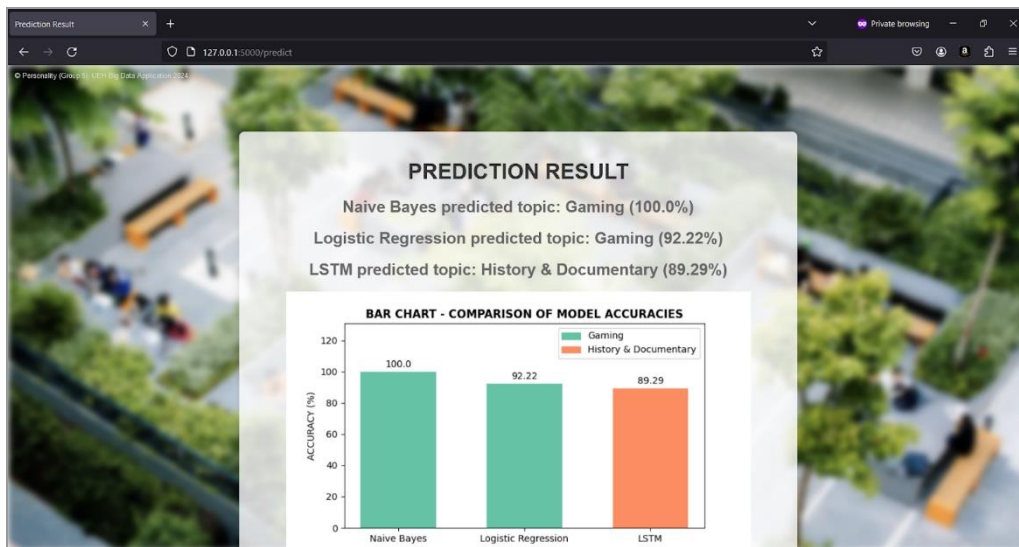 Prediction Result
Private browsing
127.0.0.1:5000/predict
© Personality (Group 6). UEH Big Data Application 2024
PREDICTION RESULT
Naive Bayes predicted topic: Gaming (100.0%)
Logistic Regression predicted topic: Gaming (92.22%)
LSTM predicted topic: History & Documentary (89.29%)
BAR CHART - COMPARISON OF MODEL ACCURACIES
Gaming
History & Documentary
120
100
80
60
40
20
0
ACCURACY (%)
100.0
92.22
89.29
Naive Bayes
Logistic Regression
LSTM